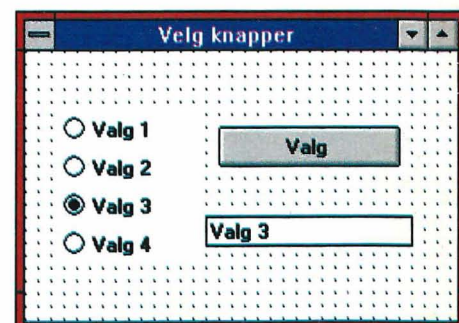 Velg knapper
Valg 1
Valg 2
Valg 3
Valg 4
Valg
Valg 3